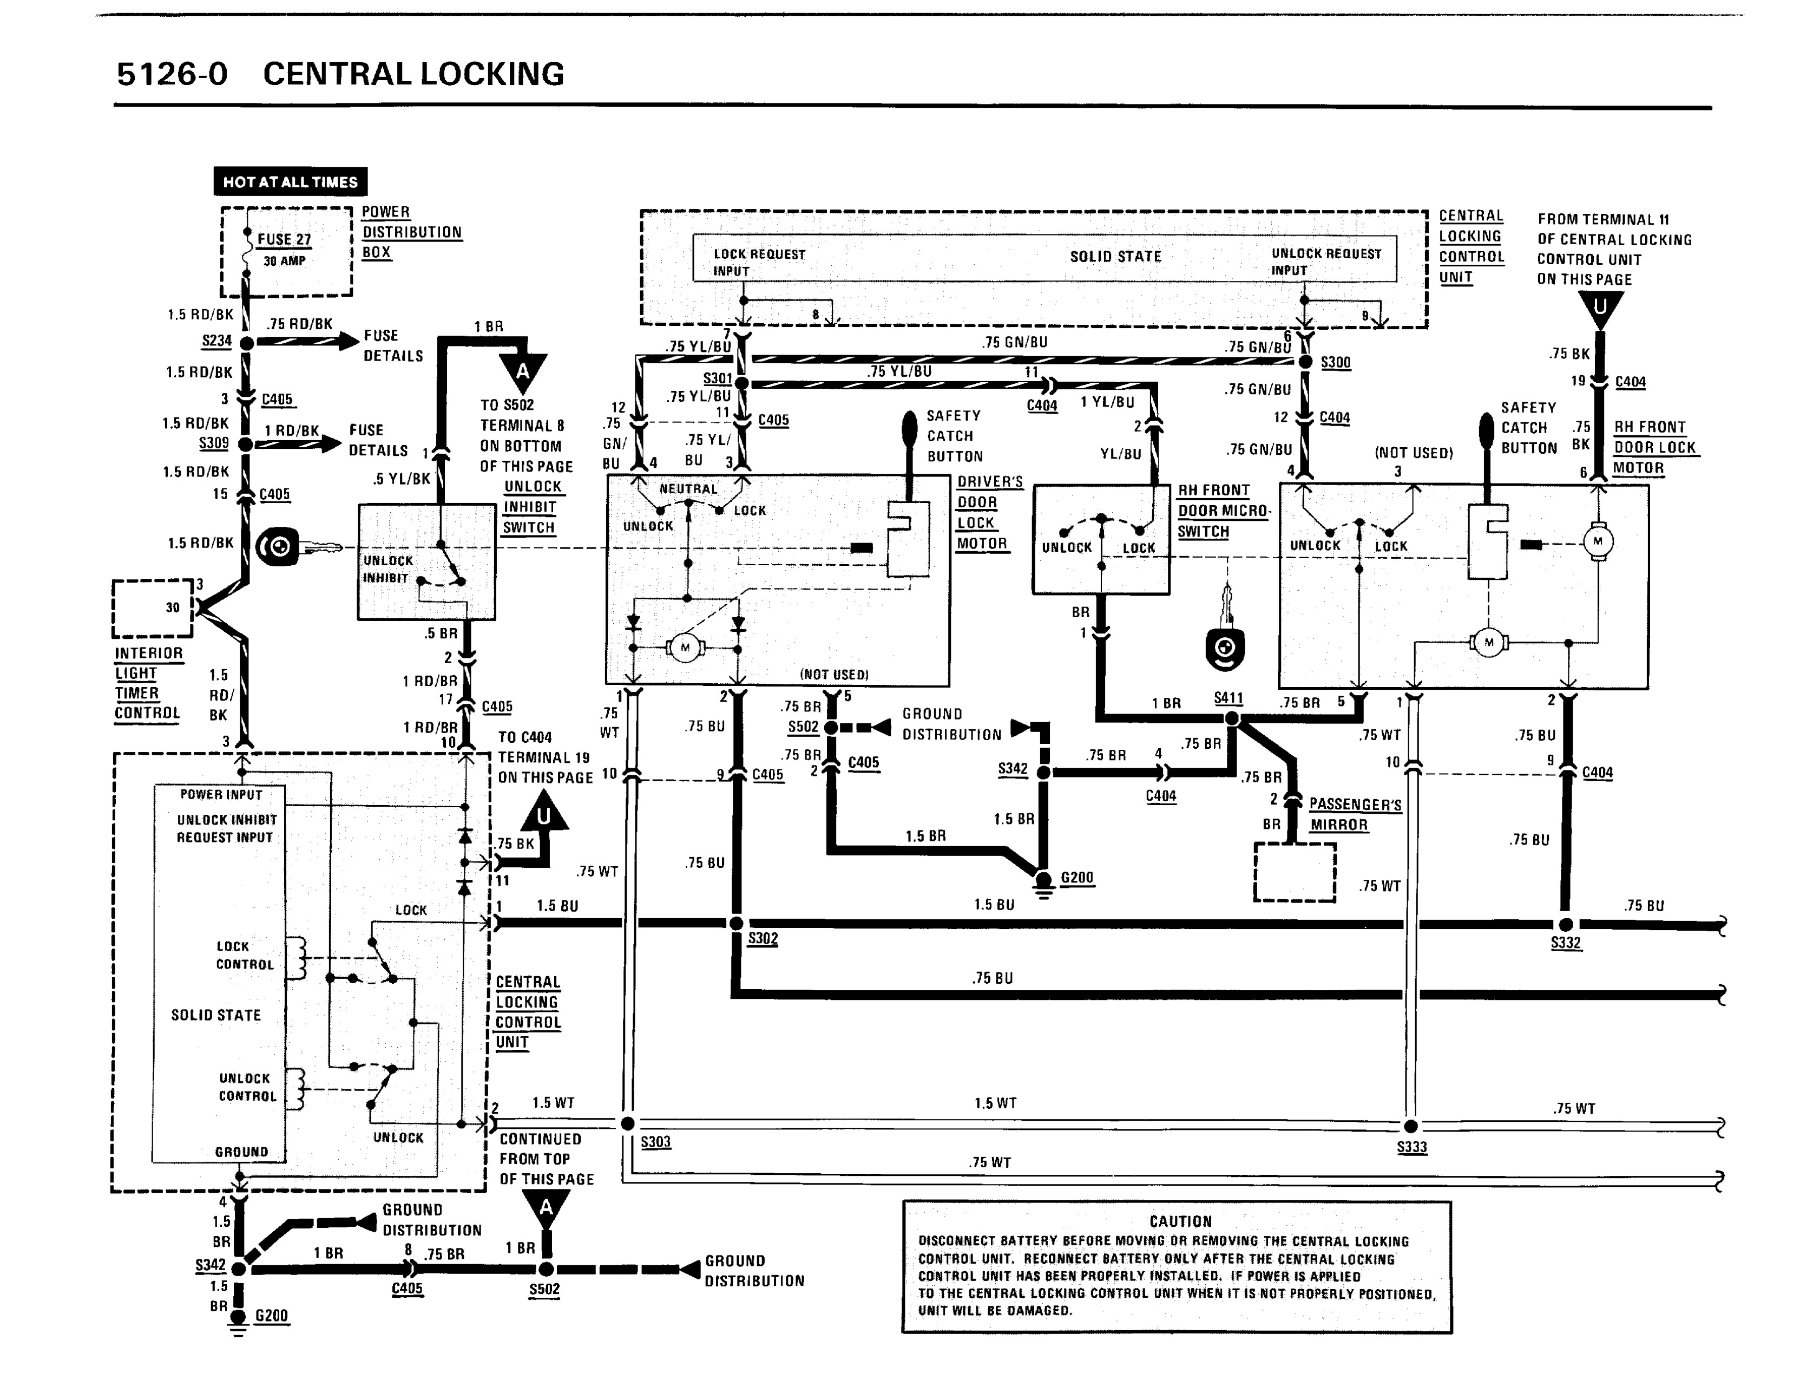 5126-0 CENTRAL LOCKING
HOT AT ALL TIMES
POWER
DISTRIBUTION
BOX
FUSE 27
30 AMP
1.5 RD/BK
S234
.75 RD/BK
FUSE
DETAILS
1.5 RD/BK
3
C405
1.5 RD/BK
S309
1 RD/BK
FUSE
DETAILS
1.5 RD/BK
15
C405
1.5 RD/BK
3
30
INTERIOR
LIGHT
TIMER
CONTROL
1.5
RD/
BK
3
1 BR
A
TO S502
TERMINAL 8
ON BOTTOM
OF THIS PAGE
1
.5 YL/BK
UNLOCK
INHIBIT
SWITCH
UNLOCK
INHIBIT
.5 BR
2
1 RD/BR
17
C405
1 RD/BR
10
CENTRAL
LOCKING
CONTROL
UNIT
LOCK REQUEST
INPUT
SOLID STATE
UNLOCK REQUEST
INPUT
8
9
7
6
.75 YL/BU
.75 GN/BU
.75 GN/BU
S300
S301
.75 YL/BU
11
C404
1 YL/BU
.75 YL/BU
.75 GN/BU
12
.75
GN/
BU
11
C405
.75 YL/
BU
4
3
SAFETY
CATCH
BUTTON
2
YL/BU
12
C404
.75 GN/BU
4
(NOT USED)
3
SAFETY
CATCH
BUTTON
FROM TERMINAL 11
OF CENTRAL LOCKING
CONTROL UNIT
ON THIS PAGE
U
.75 BK
19
C404
.75
BK
6
RH FRONT
DOOR LOCK
MOTOR
NEUTRAL
UNLOCK
LOCK
DRIVER'S
DOOR
LOCK
MOTOR
M
(NOT USED)
UNLOCK
LOCK
RH FRONT
DOOR MICRO-
SWITCH
UNLOCK
LOCK
M
M
1
2
5
.75
WT
.75 BU
.75 BR
S502
GROUND
DISTRIBUTION
.75 BR
2
C405
10
9
C405
BR
1
1 BR
S411
.75 BR
5
S342
.75 BR
4
C404
.75 BR
.75 BR
2
BR
PASSENGER'S
MIRROR
1
2
.75 WT
.75 BU
10
9
C404
1.5 BR
1.5 BR
G200
.75 WT
.75 BU
.75 WT
.75 BU
TO C404
TERMINAL 19
ON THIS PAGE
U
.75 BK
11
POWER INPUT
UNLOCK INHIBIT
REQUEST INPUT
LOCK
LOCK
CONTROL
SOLID STATE
UNLOCK
CONTROL
UNLOCK
GROUND
CENTRAL
LOCKING
CONTROL
UNIT
1
1.5 BU
S302
1.5 BU
S332
.75 BU
.75 BU
2
1.5 WT
S303
1.5 WT
S333
.75 WT
.75 WT
CONTINUED
FROM TOP
OF THIS PAGE
A
4
1.5
BR
GROUND
DISTRIBUTION
S342
1 BR
8
C405
.75 BR
1 BR
S502
GROUND
DISTRIBUTION
1.5
BR
G200
CAUTION
DISCONNECT BATTERY BEFORE MOVING OR REMOVING THE CENTRAL LOCKING
CONTROL UNIT. RECONNECT BATTERY ONLY AFTER THE CENTRAL LOCKING
CONTROL UNIT HAS BEEN PROPERLY INSTALLED. IF POWER IS APPLIED
TO THE CENTRAL LOCKING CONTROL UNIT WHEN IT IS NOT PROPERLY POSITIONED,
UNIT WILL BE DAMAGED.